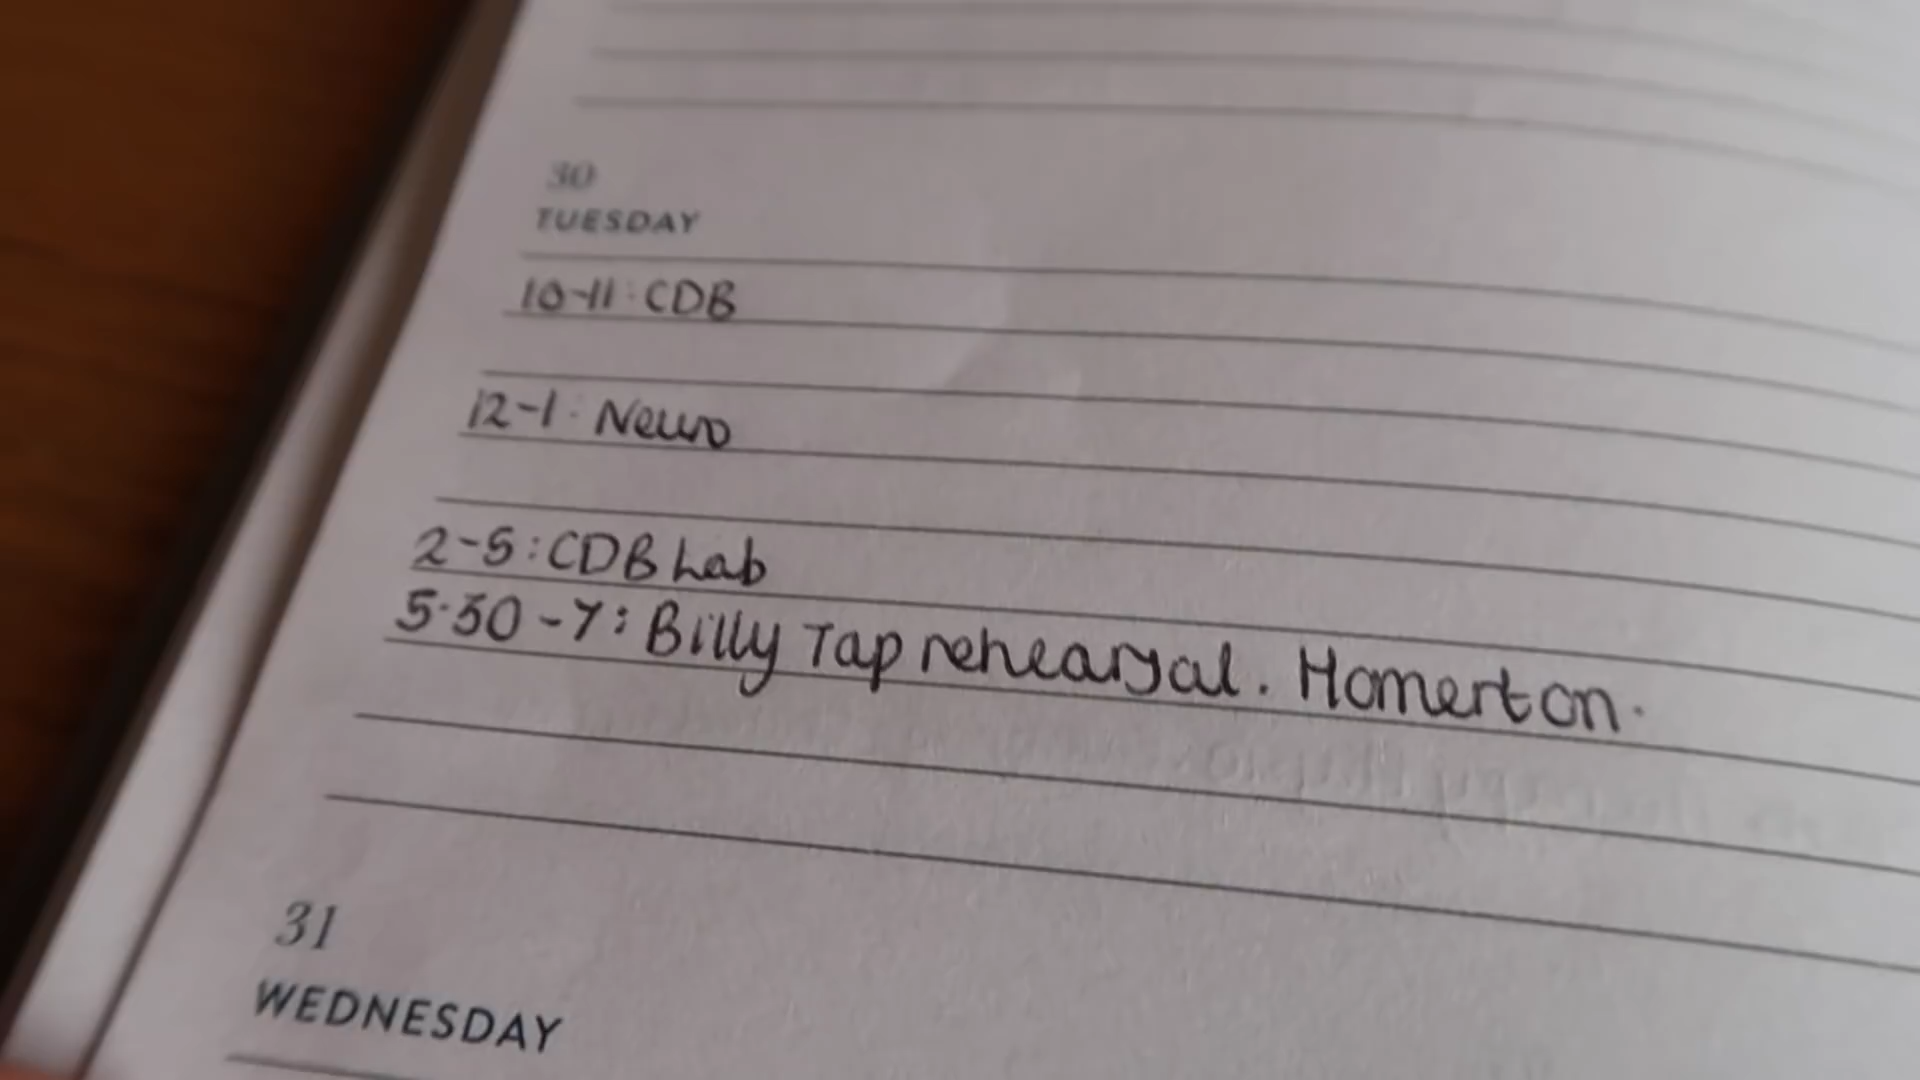 30
TUESDAY
10-11: CDB
12-1: Neuro
2-5: CDB Lab
5.30-7: Billy Tap rehearsal. Homerton.
31
WEDNESDAY